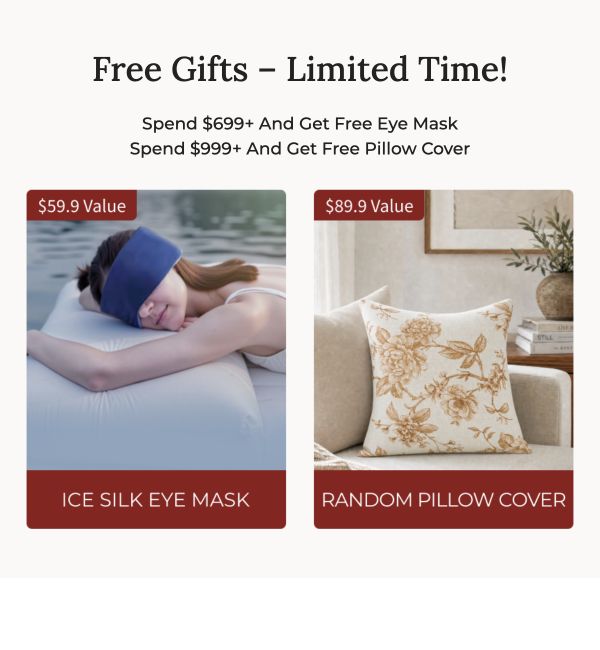 Free Gifts – Limited Time!
Spend $699+ And Get Free Eye Mask
Spend $999+ And Get Free Pillow Cover
$59.9 Value
$89.9 Value
STILL
ICE SILK EYE MASK
RANDOM PILLOW COVER